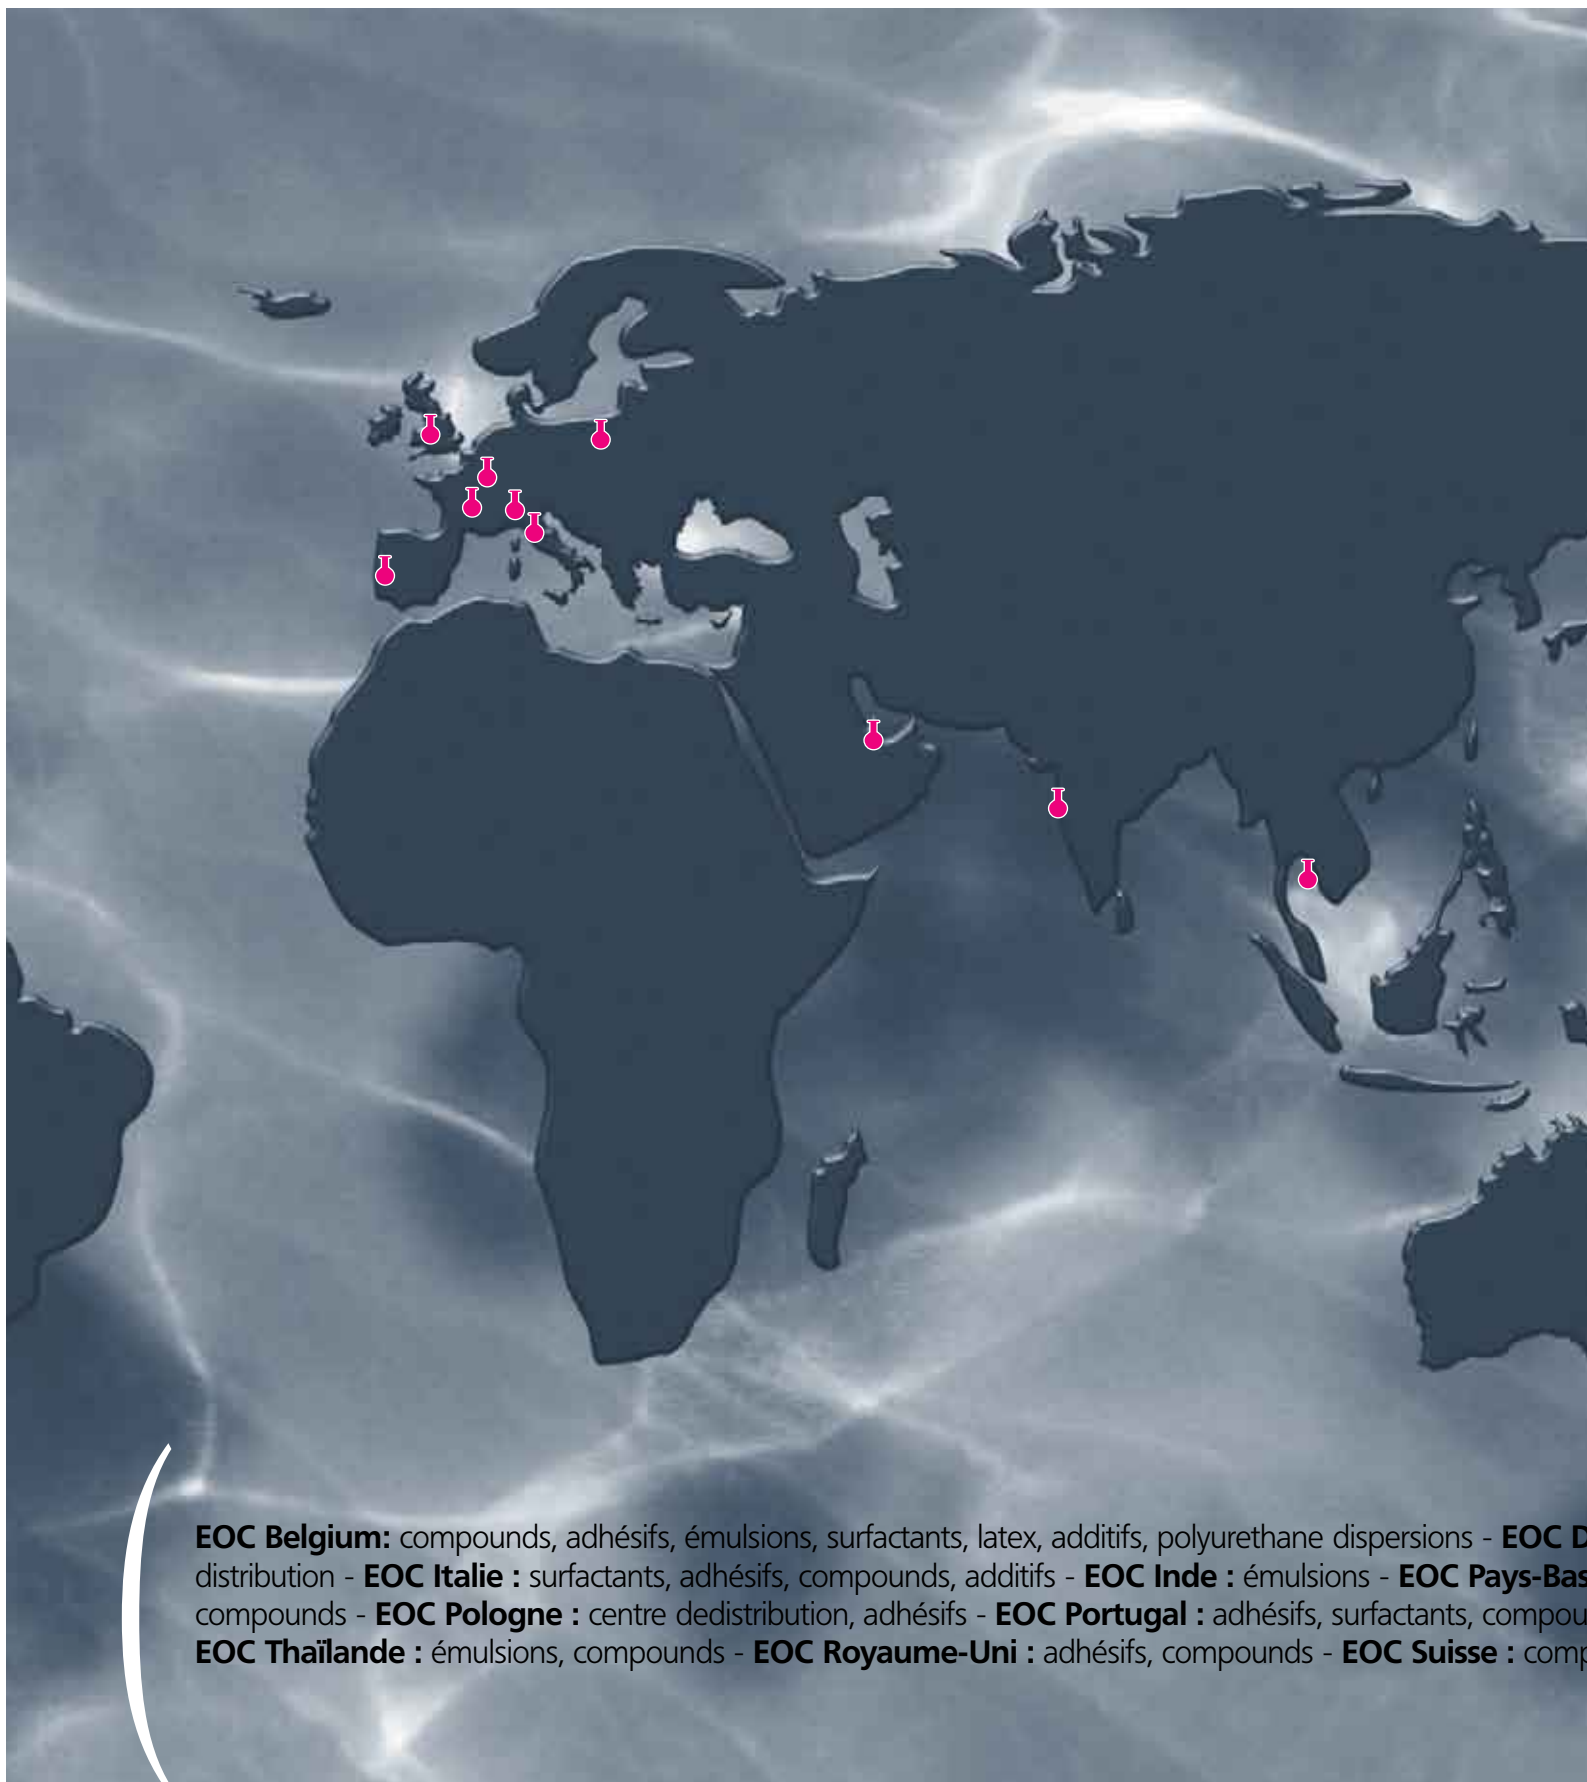 EOC Belgium: compounds, adhésifs, émulsions, surfactants, latex, additifs, polyurethane dispersions - EOC
distribution - EOC Italie : surfactants, adhésifs, compounds, additifs - EOC Inde : émulsions - EOC Pays-Bas
compounds - EOC Pologne : centre dedistribution, adhésifs - EOC Portugal : adhésifs, surfactants,
EOC Thaïlande : émulsions, compounds - EOC Royaume-Uni : adhésifs, compounds - EOC Suisse :